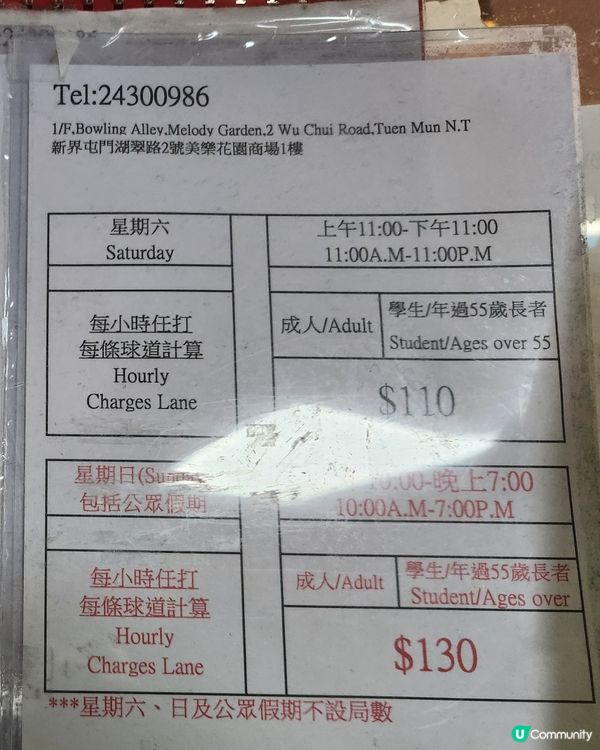 Tel:24300986
1/F,Bowling Alley,Melody Garden,2 Wu Chui Road,Tuen Mun N.T
新界屯門湖翠路2號美樂花園商場1樓
星期六
Saturday
上午11:00-下午11:00
11:00A.M-11:00P.M
每小時任打
每條球道計算
Hourly
Charges Lane
成人/Adult
學生/年過55歲長者
Student/Ages over 55
$110
星期日
包括公眾假期
10:00-晚上7:00
10:00A.M-7:00P.M
每小時任打
每條球道計算
Hourly
Charges Lane
成人/Adult
學生/年過55歲長者
Student/Ages over
$130
***星期六、日及公眾假期不設局數
U Community